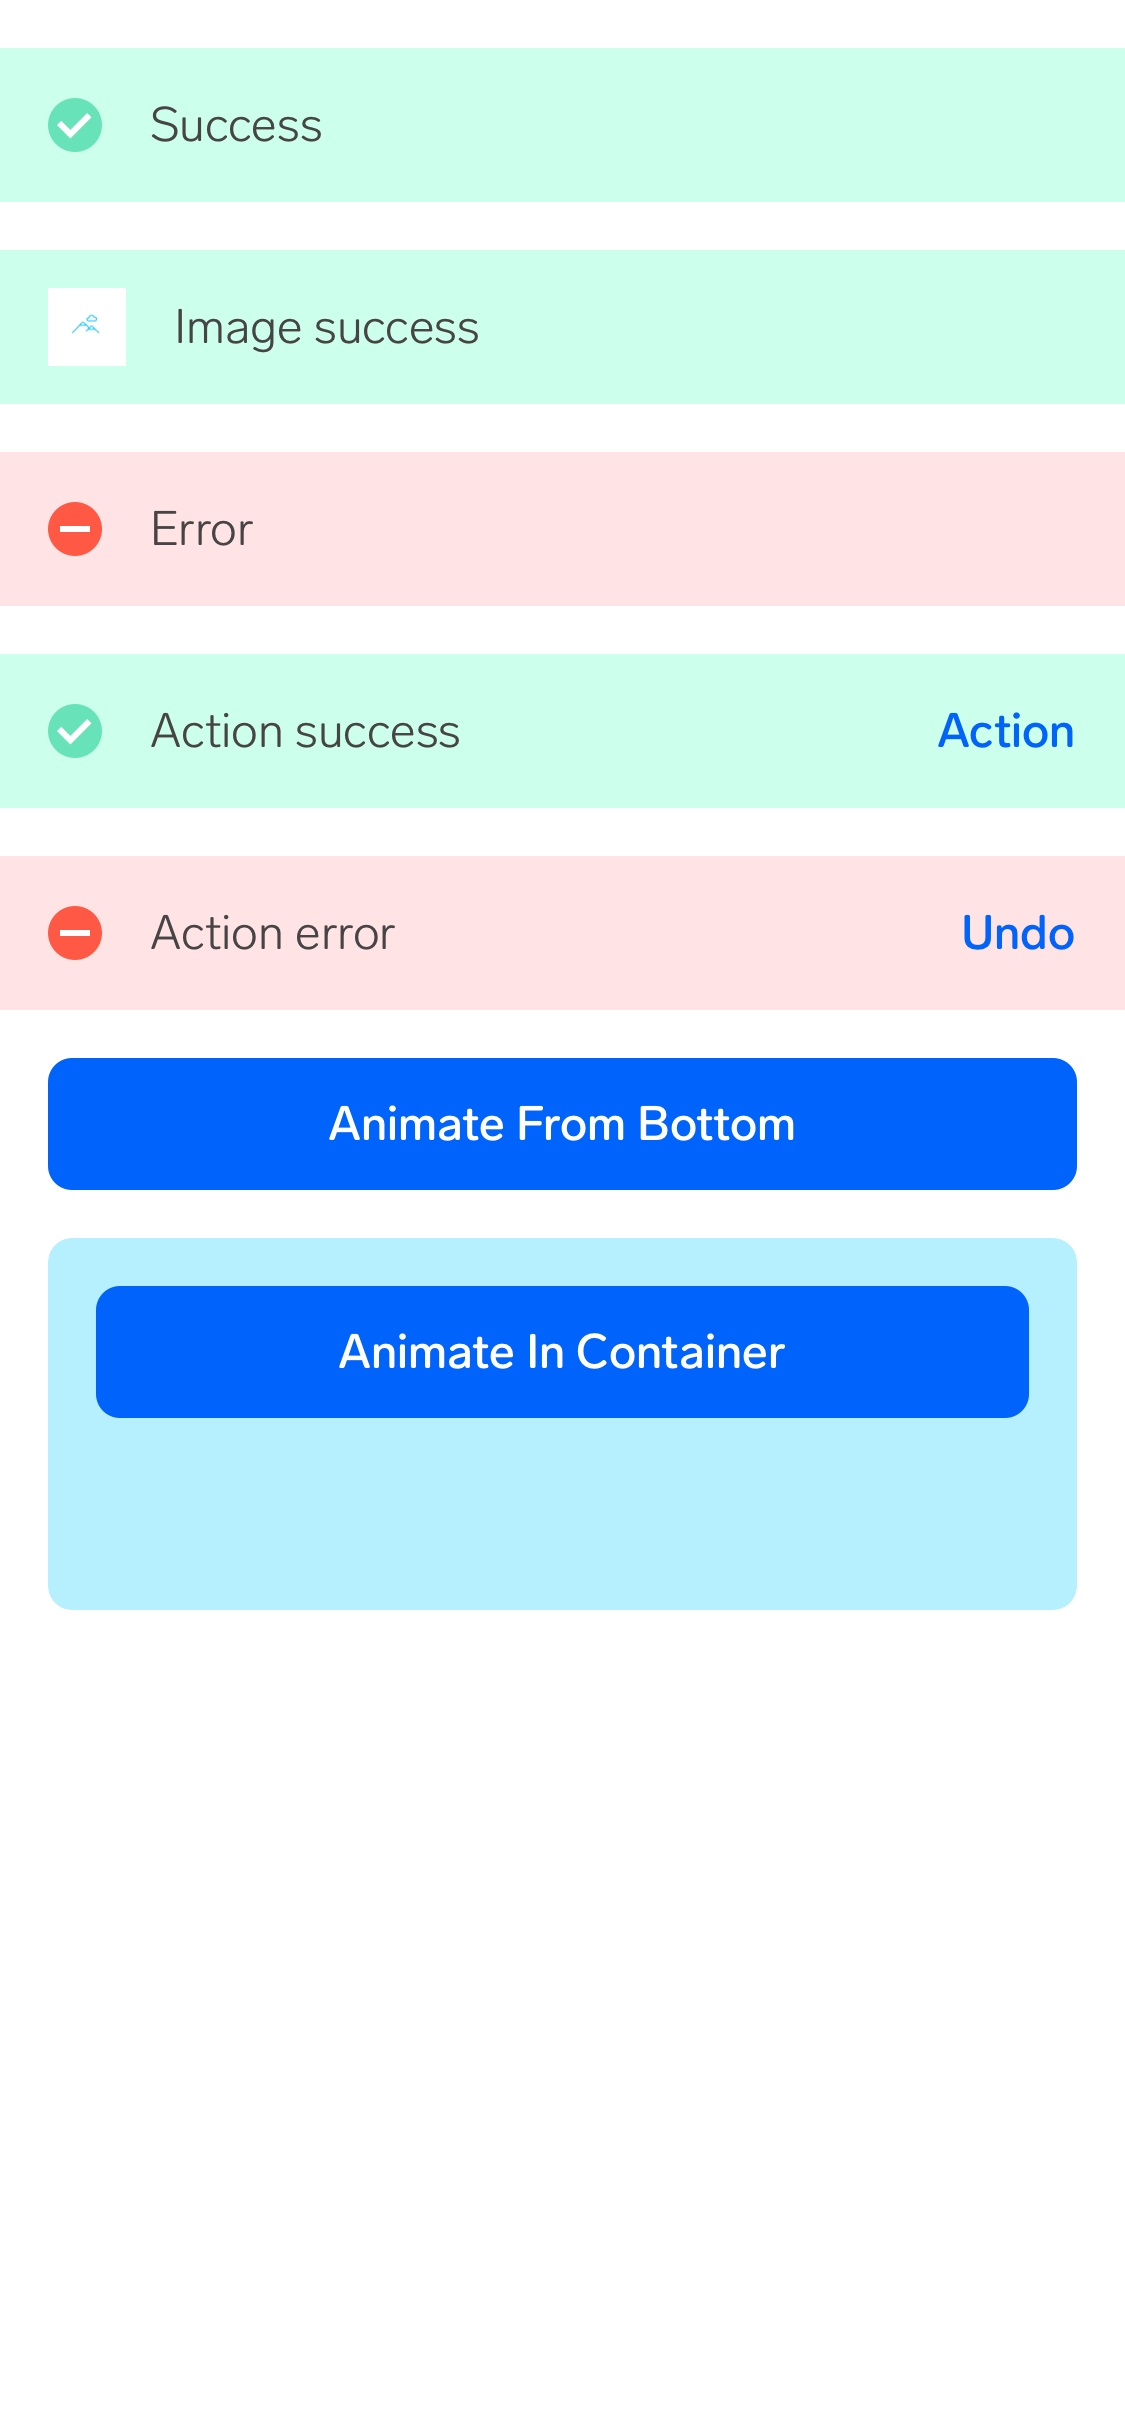 Success
Image success
Error
Action success Action
Action error Undo
Animate From Bottom
Animate In Container